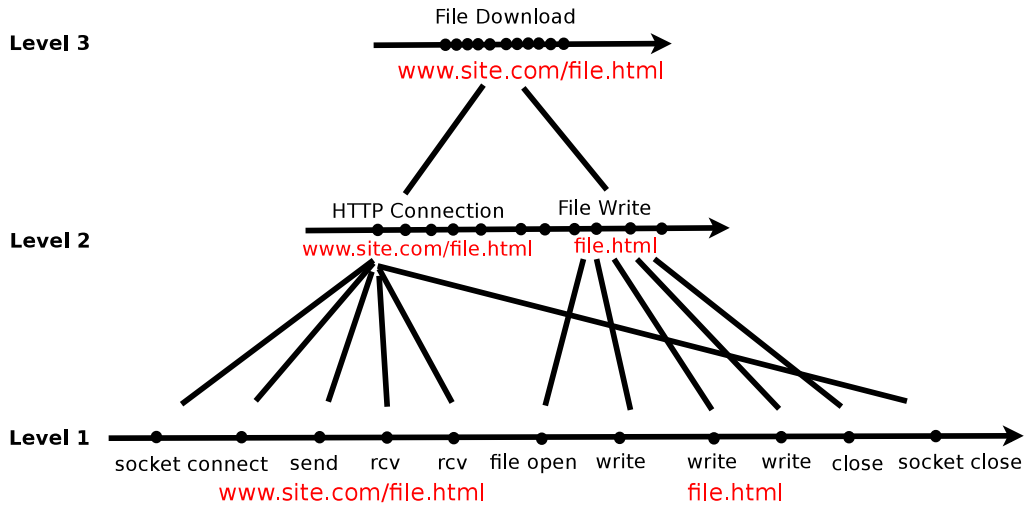 File Download
Level 3
www.site.com/file.html
HTTP Connection File Write
Level 2
www.site.com/file.html file.html
Level 1
socket connect send rcv rcv file open write write write close socket close
www.site.com/file.html file.html